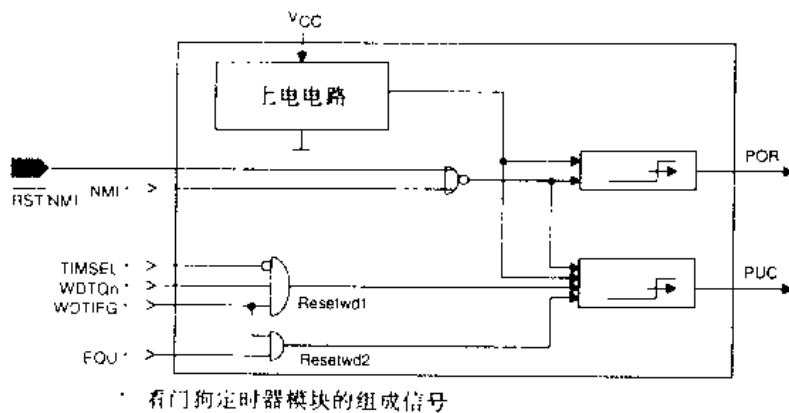 VCC
上电电路
POR
RST/NMI
NMI *
TIMSEL *
WDTQn *
WDTIFG *
Resetwd1
PUC
EQU *
Resetwd2
* 看门狗定时器模块的组成信号